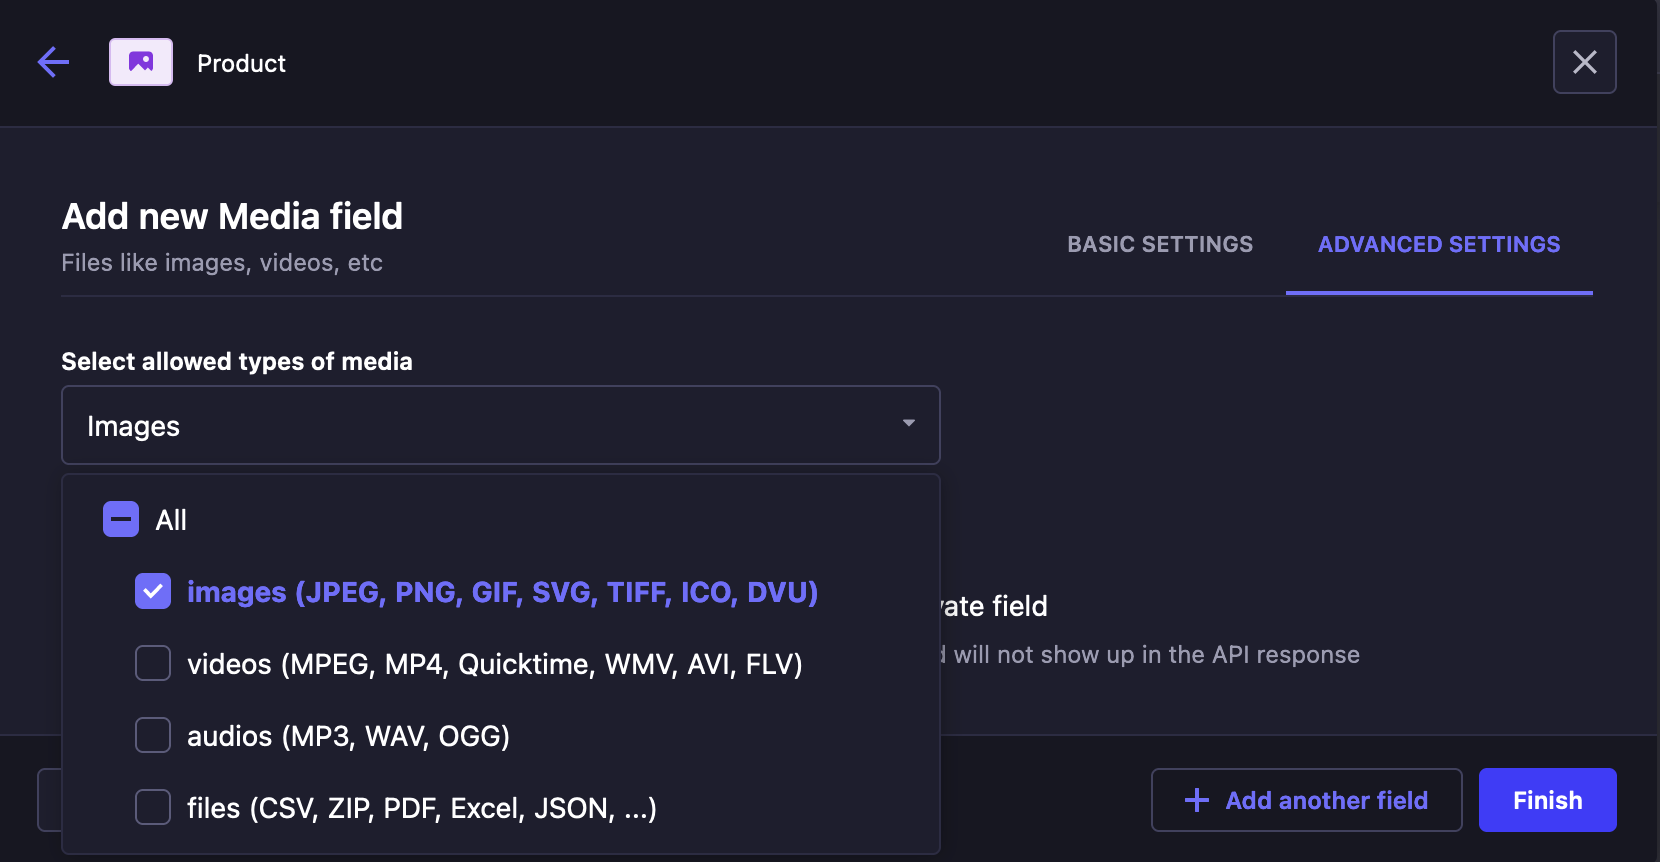 Product
Add new Media field
Files like images, videos, etc
BASIC SETTINGS
ADVANCED SETTINGS
Select allowed types of media
Images
All
images (JPEG, PNG, GIF, SVG, TIFF, ICO, DVU)
videos (MPEG, MP4, Quicktime, WMV, AVI, FLV)
audios (MP3, WAV, OGG)
files (CSV, ZIP, PDF, Excel, JSON, ...)
field
will not show up in the API response
Add another field
Finish